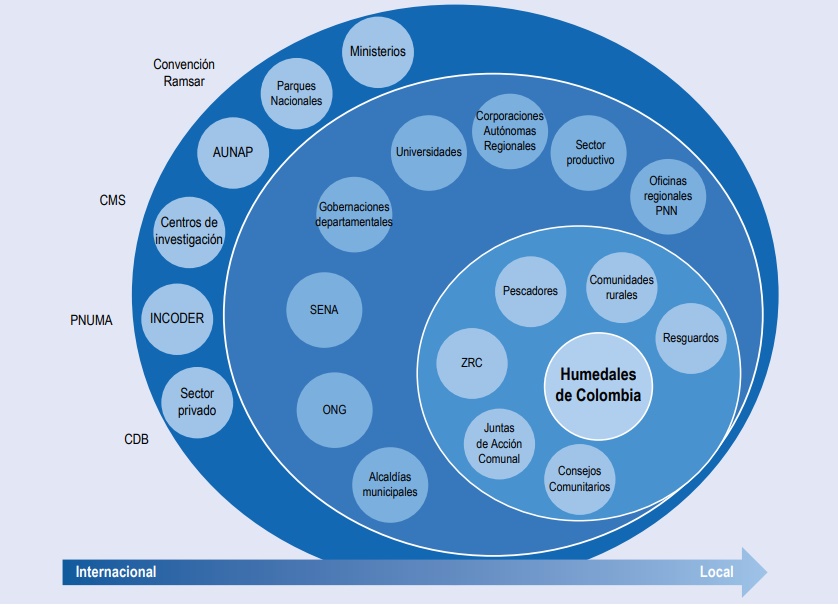 Ministerios
Convención
Ramsar
Parques
Nacionales
AUNAP
CMS
Centros de
investigación
PNUMA
INCODER
Sector
privado
CDB
Universidades
Corporaciones
Autónomas
Regionales
Sector
productivo
Oficinas
regionales
PNN
Gobernaciones
departamentales
SENA
ONG
Alcaldías
municipales
Pescadores
Comunidades
rurales
Resguardos
ZRC
Humedales
de Colombia
Juntas
de Acción
Comunal
Consejos
Comunitarios
Internacional
Local